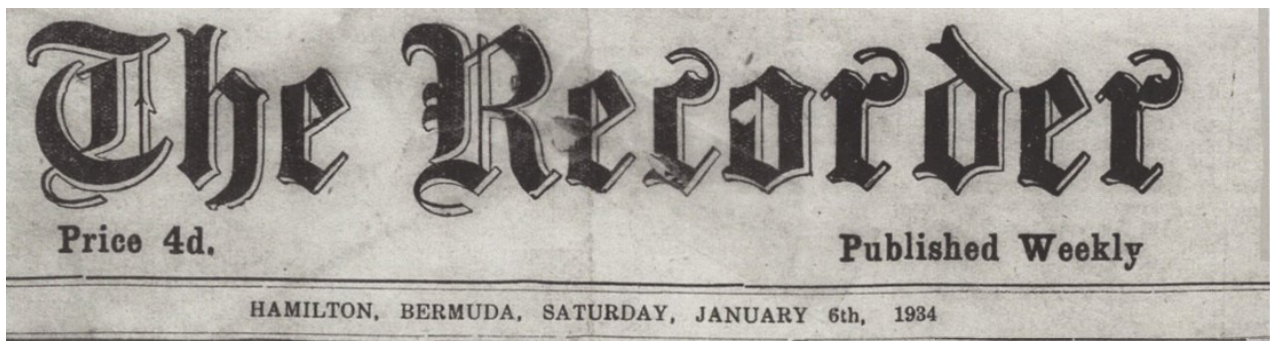 The Recorder
Price 4d. Published Weekly
HAMILTON, BERMUDA, SATURDAY, JANUARY 6th, 1934